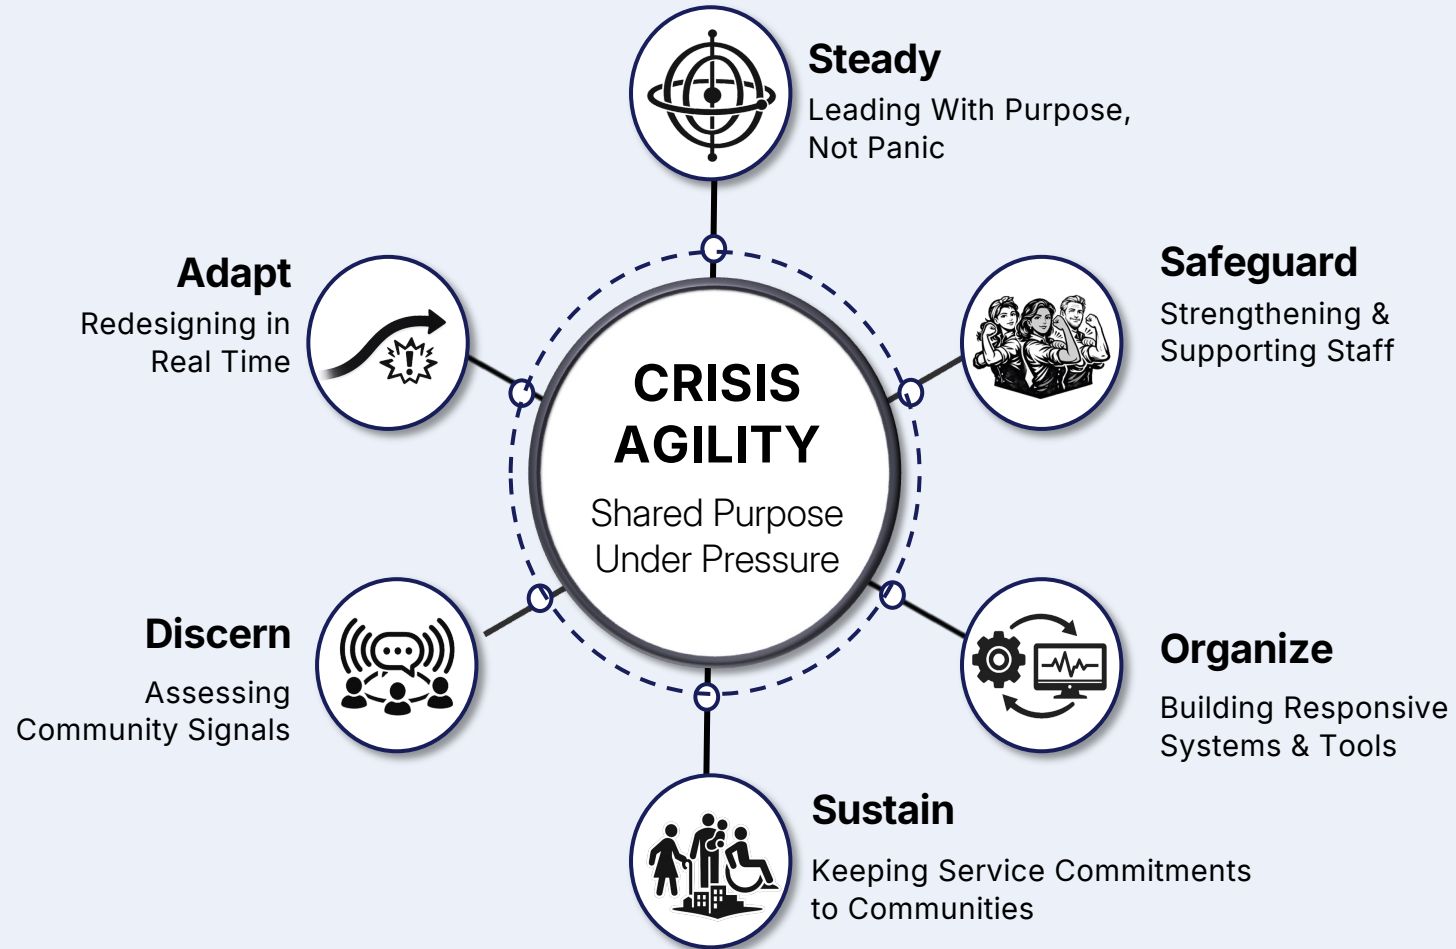 Steady
Leading With Purpose,
Not Panic
Adapt
Redesigning in
Real Time
Safeguard
Strengthening &
Supporting Staff
CRISIS
AGILITY
Shared Purpose
Under Pressure
Discern
Assessing
Community Signals
Organize
Building Responsive
Systems & Tools
Sustain
Keeping Service Commitments
to Communities